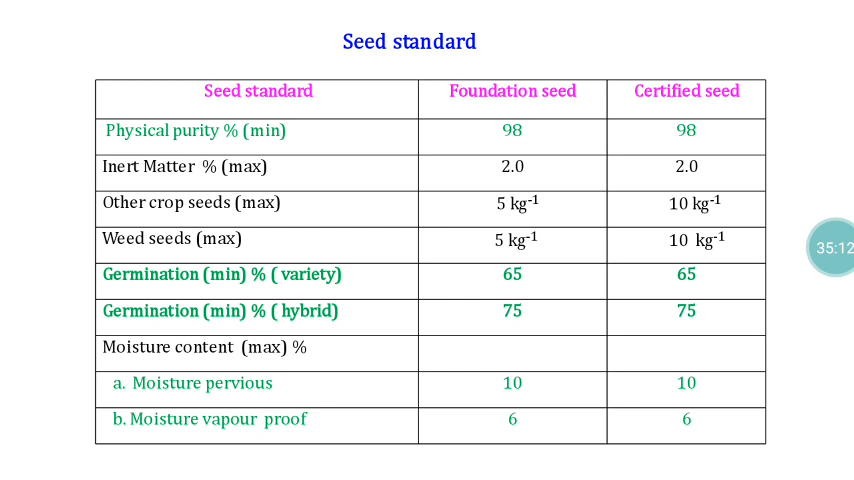 Seed standard
Seed standard Foundation seed Certified seed
Physical purity % (min) 98 98
Inert Matter % (max) 2.0 2.0
Other crop seeds (max) 5 kg-1 10 kg-1
Weed seeds (max) 5 kg-1 10 kg-1
Germination (min) % ( variety) 65 65
Germination (min) % ( hybrid) 75 75
Moisture content (max) %
a. Moisture pervious 10 10
b. Moisture vapour proof 6 6
35:12